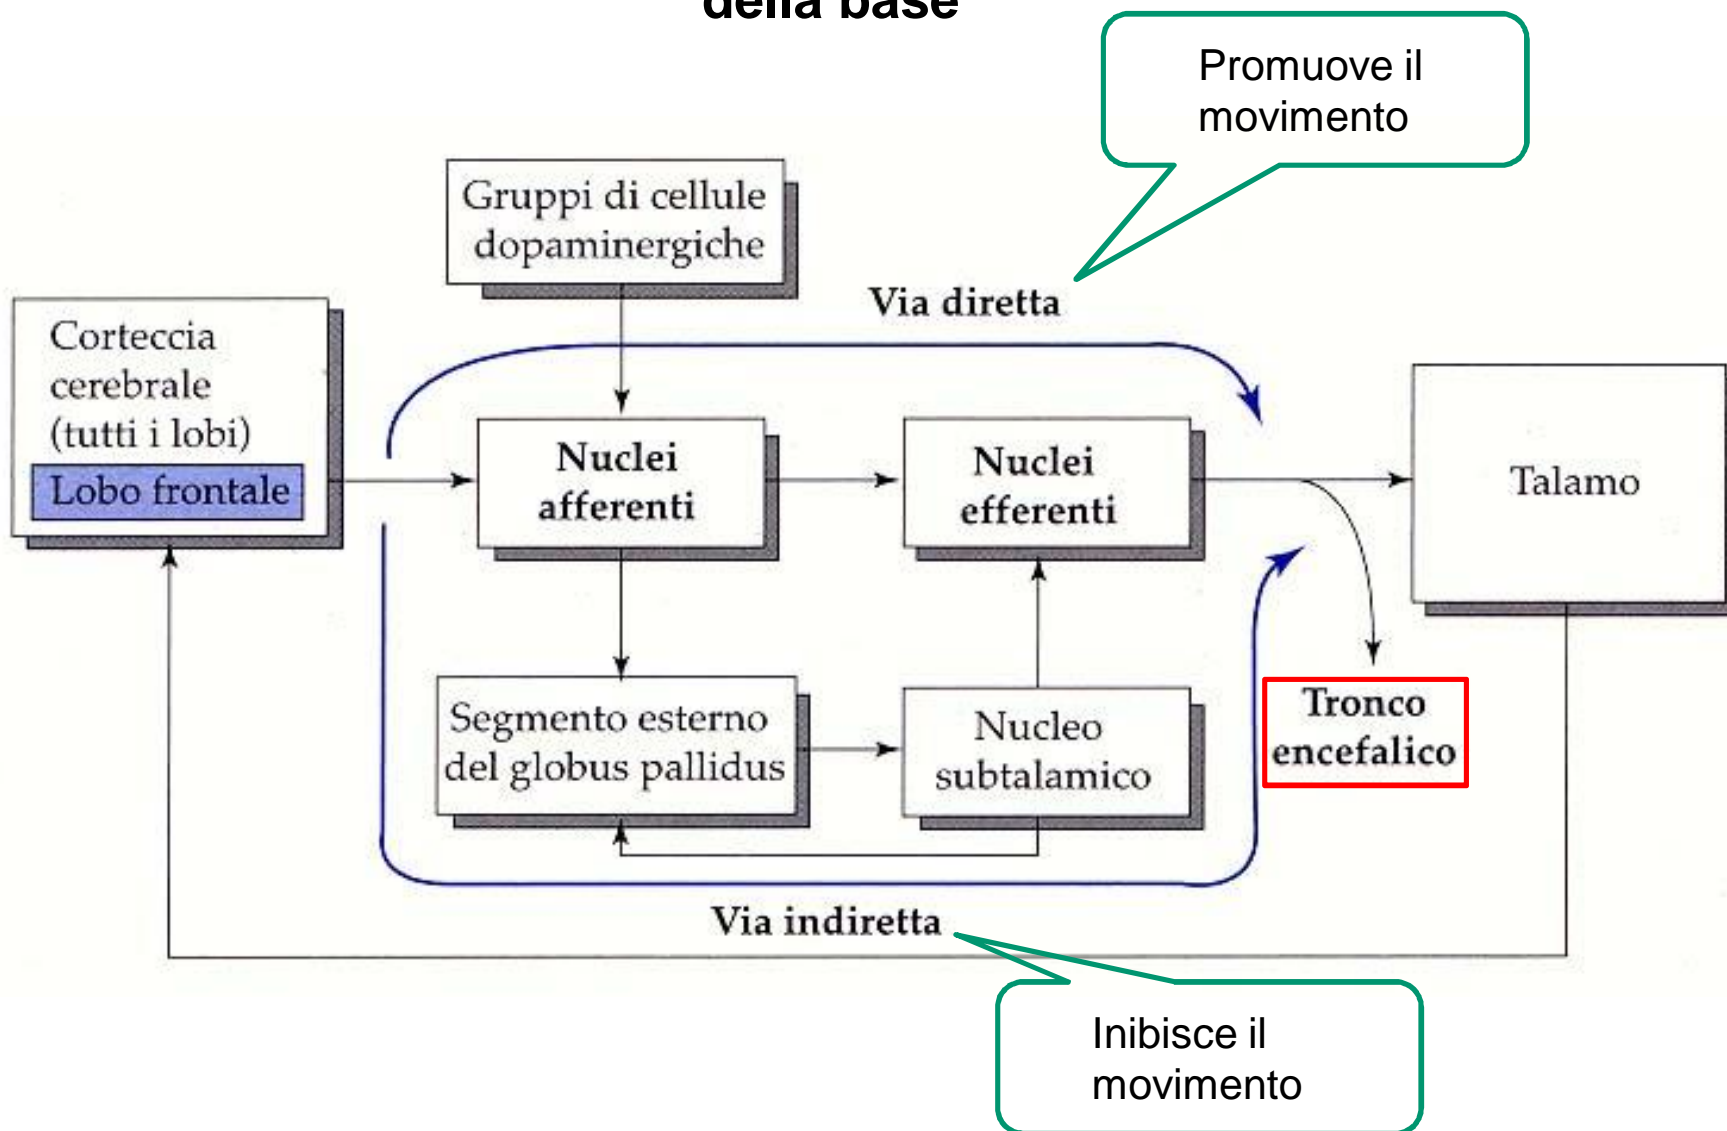 della base
Promuove il
movimento
Gruppi di cellule
dopaminergiche
Via diretta
Corteccia
cerebrale
(tutti i lobi)
Lobo frontale
Nuclei
afferenti
Nuclei
efferenti
Talamo
Segmento esterno
del globus pallidus
Nucleo
subtalamico
Tronco
encefalico
Via indiretta
Inibisce il
movimento